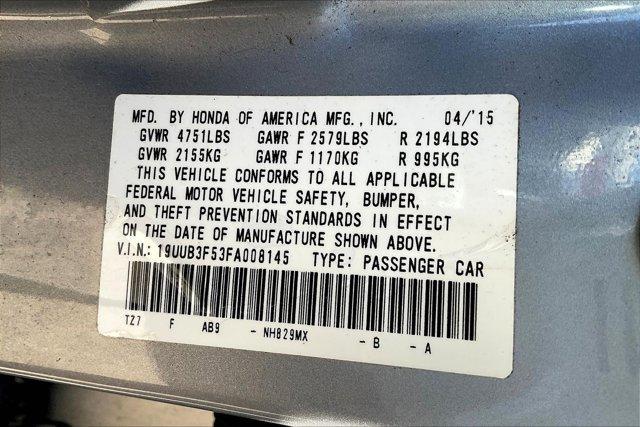 MFD. BY HONDA OF AMERICA MFG., INC. 04/'15
GVWR 4751LBS GAWR F 2579LBS R 2194LBS
GVWR 2155KG GAWR F 1170KG R 995KG
THIS VEHICLE CONFORMS TO ALL APPLICABLE
FEDERAL MOTOR VEHICLE SAFETY, BUMPER,
AND THEFT PREVENTION STANDARDS IN EFFECT
ON THE DATE OF MANUFACTURE SHOWN ABOVE.
V.I.N.: 19UUB3F53FA008145 TYPE: PASSENGER CAR
TZ7 F AB9 - NH829MX - B - A